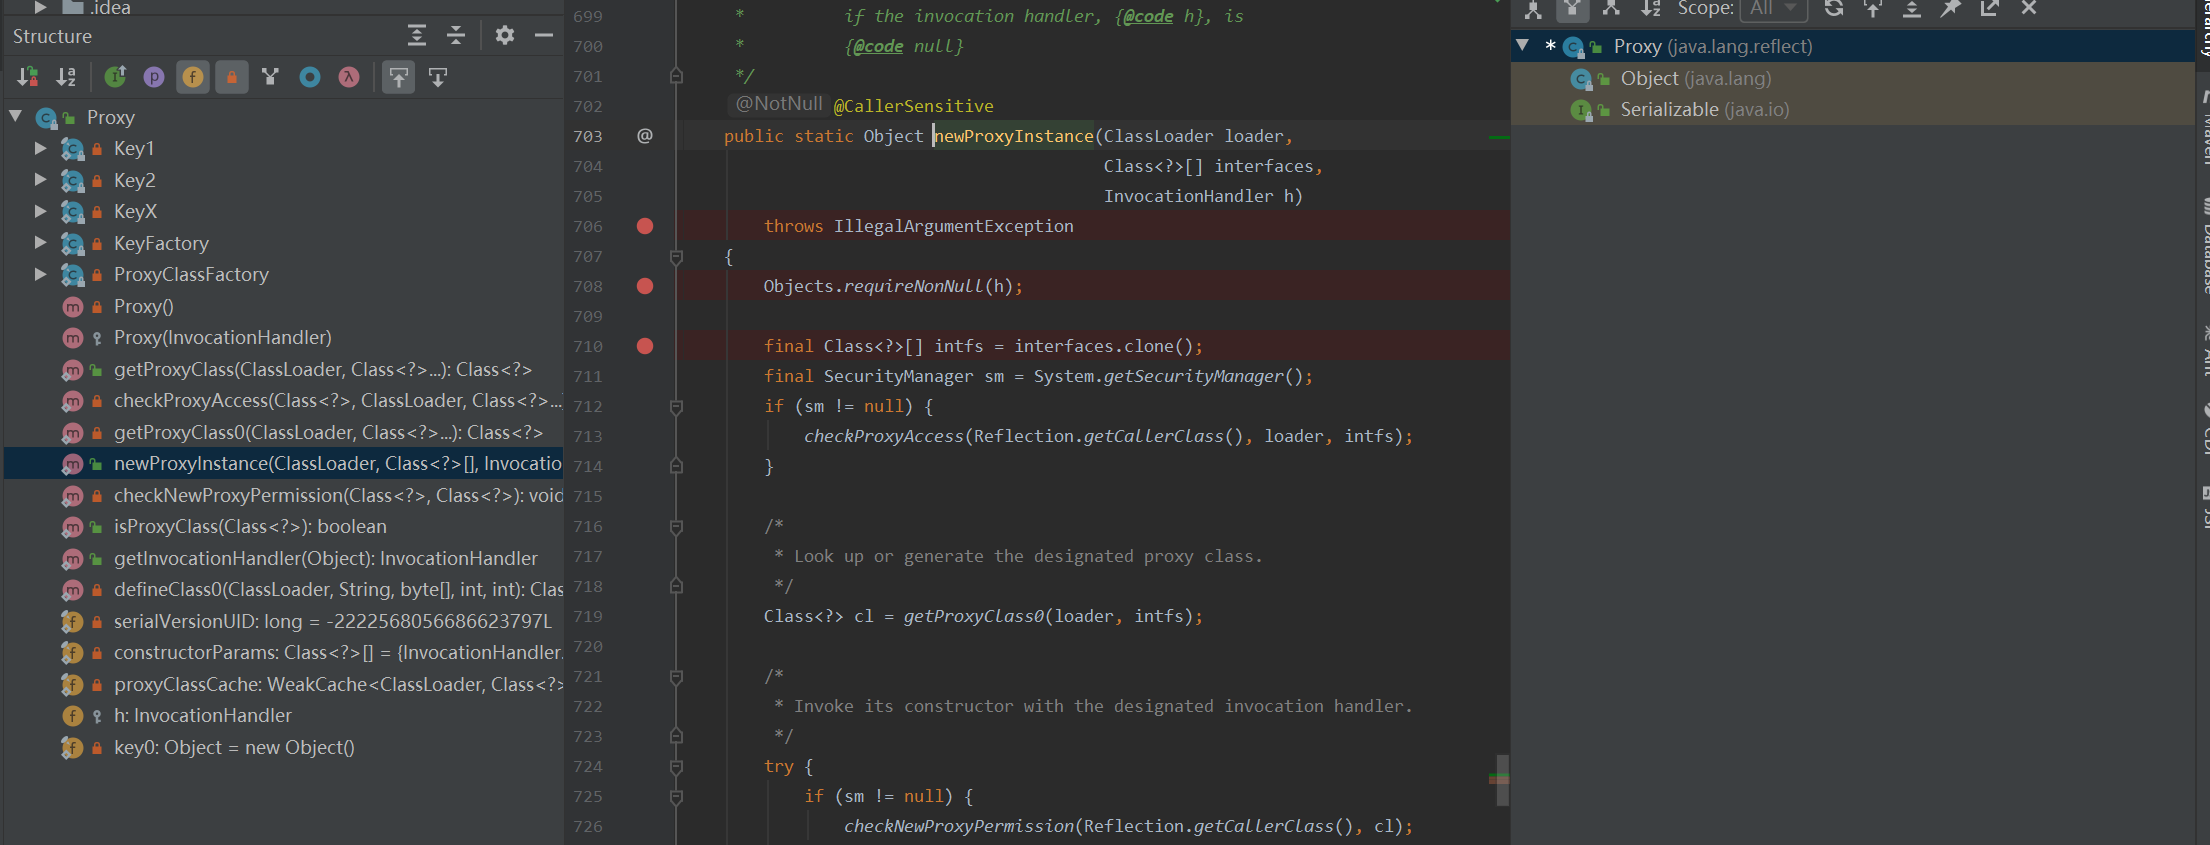 .idea
Structure
Proxy
Key1
Key2
KeyX
KeyFactory
ProxyClassFactory
Proxy()
Proxy(InvocationHandler)
getProxyClass(ClassLoader, Class<?>...): Class<?>
checkProxyAccess(Class<?>, ClassLoader, Class<?>...
getProxyClass0(ClassLoader, Class<?>...): Class<?>
newProxyInstance(ClassLoader, Class<?>[], Invocatio
checkNewProxyPermission(Class<?>, Class<?>): void
isProxyClass(Class<?>): boolean
getInvocationHandler(Object): InvocationHandler
defineClass0(ClassLoader, String, byte[], int, int): Clas
serialVersionUID: long = -2222568056686623797L
constructorParams: Class<?>[] = {InvocationHandler.
proxyClassCache: WeakCache<ClassLoader, Class<?>
h: InvocationHandler
key0: Object = new Object()
699 * if the invocation handler, {@code h}, is
700 * {@code null}
701 */
702 @NotNull @CallerSensitive
703 @ public static Object newProxyInstance(ClassLoader loader,
704 Class<?>[] interfaces,
705 InvocationHandler h)
706 throws IllegalArgumentException
707 {
708 Objects.requireNonNull(h);
709
710 final Class<?>[] intfs = interfaces.clone();
711 final SecurityManager sm = System.getSecurityManager();
712 if (sm != null) {
713 checkProxyAccess(Reflection.getCallerClass(), loader, intfs);
714 }
715
716 /*
717 * Look up or generate the designated proxy class.
718 */
719 Class<?> cl = getProxyClass0(loader, intfs);
720
721 /*
722 * Invoke its constructor with the designated invocation handler.
723 */
724 try {
725 if (sm != null) {
726 checkNewProxyPermission(Reflection.getCallerClass(), cl);
Scope: All
* Proxy (java.lang.reflect)
Object (java.lang)
Serializable (java.io)
Database